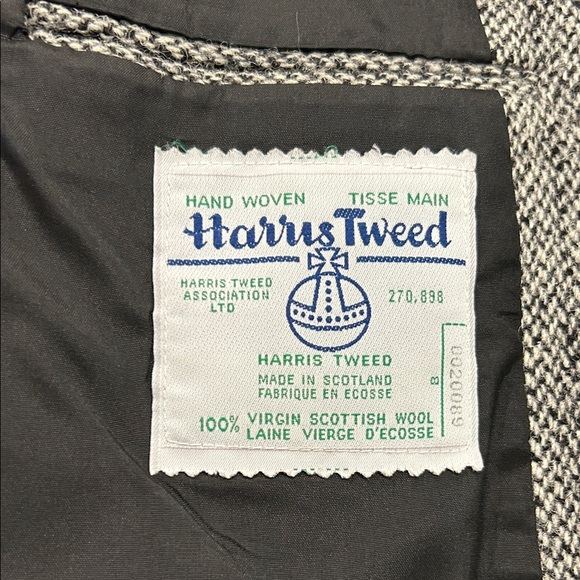 HAND WOVEN TISSE MAIN
Harris Tweed
HARRIS TWEED
ASSOCIATION
LTD
270,898
HARRIS TWEED
MADE IN SCOTLAND
FABRIQUE EN ECOSSE
100% VIRGIN SCOTTISH WOOL
LAINE VIERGE D'ECOSSE
8
0020089